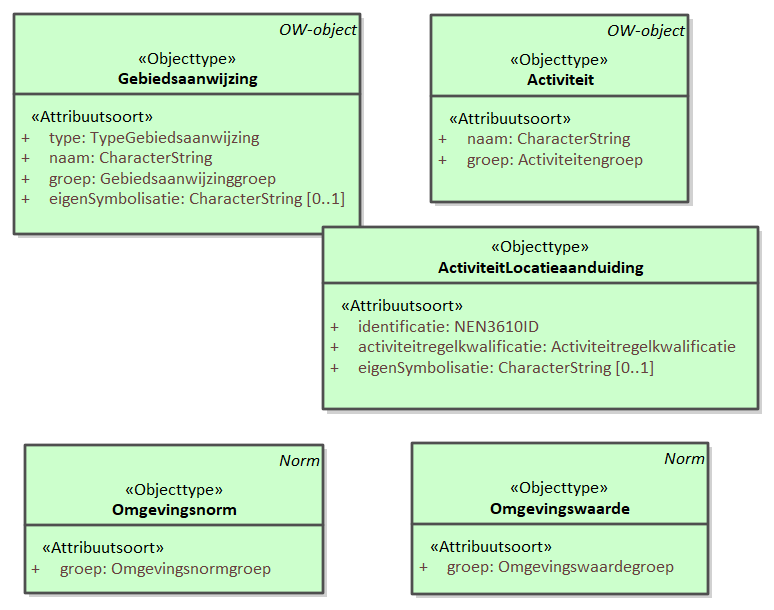 OW-object
«Objecttype»
Gebiedsaanwijzing
«Attribuutsoort»
+ type: TypeGebiedsaanwijzing
+ naam: CharacterString
+ groep: Gebiedsaanwijzinggroep
+ eigenSymbolisatie: CharacterString [0..1]
OW-object
«Objecttype»
Activiteit
«Attribuutsoort»
+ naam: CharacterString
+ groep: Activiteitengroep
«Objecttype»
ActiviteitLocatieaanduiding
«Attribuutsoort»
+ identificatie: NEN3610ID
+ activiteitregelkwalificatie: Activiteitregelkwalificatie
+ eigenSymbolisatie: CharacterString [0..1]
Norm
«Objecttype»
Omgevingsnorm
«Attribuutsoort»
+ groep: Omgevingsnormgroep
Norm
«Objecttype»
Omgevingswaarde
«Attribuutsoort»
+ groep: Omgevingswaardegroep